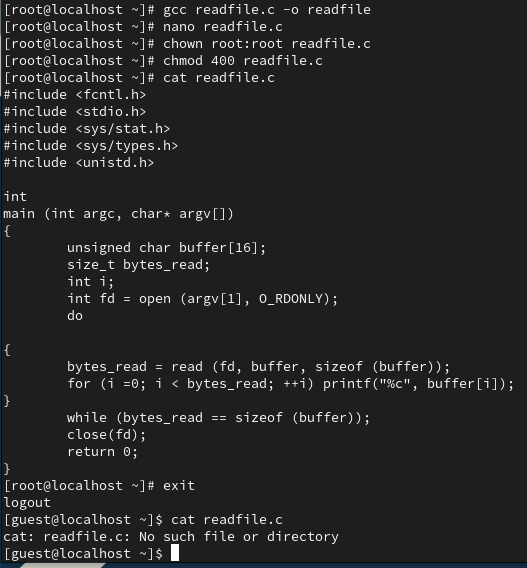 [root@localhost ~]# gcc readfile.c -o readfile
[root@localhost ~]# nano readfile.c
[root@localhost ~]# chown root:root readfile.c
[root@localhost ~]# chmod 400 readfile.c
[root@localhost ~]# cat readfile.c
#include <fcntl.h>
#include <stdio.h>
#include <sys/stat.h>
#include <sys/types.h>
#include <unistd.h>
int
main (int argc, char* argv[])
{
        unsigned char buffer[16];
        size_t bytes_read;
        int i;
        int fd = open (argv[1], O_RDONLY);
        do
{
        bytes_read = read (fd, buffer, sizeof (buffer));
        for (i =0; i < bytes_read; ++i) printf("%c", buffer[i]);
}
        while (bytes_read == sizeof (buffer));
        close(fd);
        return 0;
}
[root@localhost ~]# exit
logout
[guest@localhost ~]$ cat readfile.c
cat: readfile.c: No such file or directory
[guest@localhost ~]$